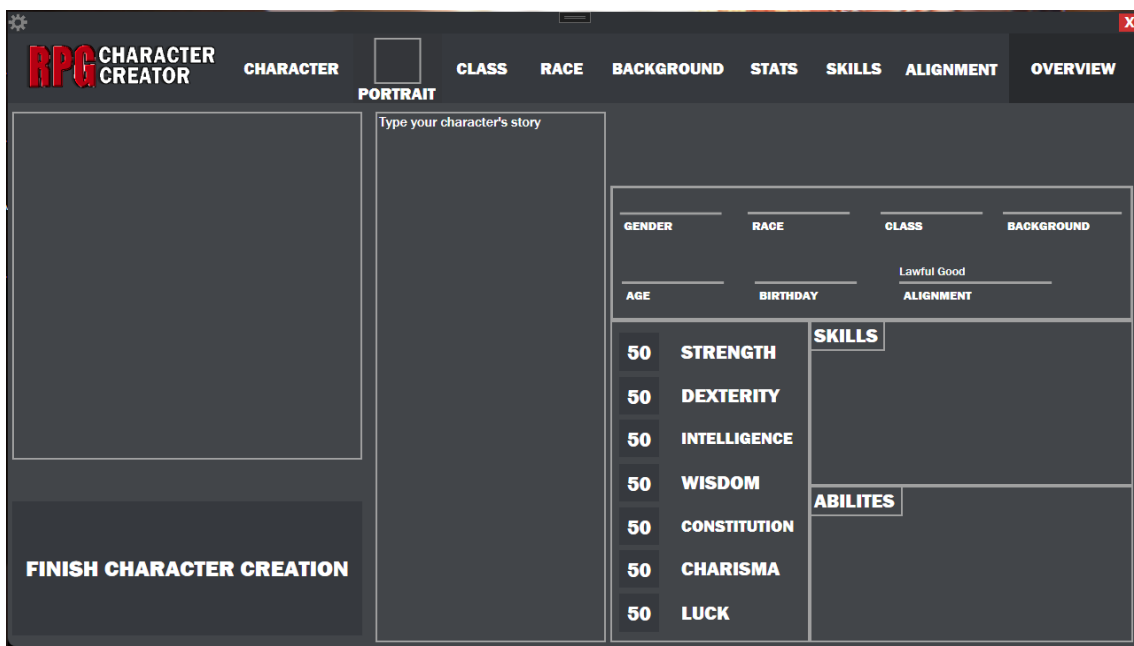 X
RPG CHARACTER
CREATOR
CHARACTER
PORTRAIT
CLASS
RACE
BACKGROUND
STATS
SKILLS
ALIGNMENT
OVERVIEW
Type your character's story
GENDER
RACE
CLASS
BACKGROUND
Lawful Good
AGE
BIRTHDAY
ALIGNMENT
50 STRENGTH
50 DEXTERITY
50 INTELLIGENCE
50 WISDOM
50 CONSTITUTION
50 CHARISMA
50 LUCK
SKILLS
ABILITES
FINISH CHARACTER CREATION